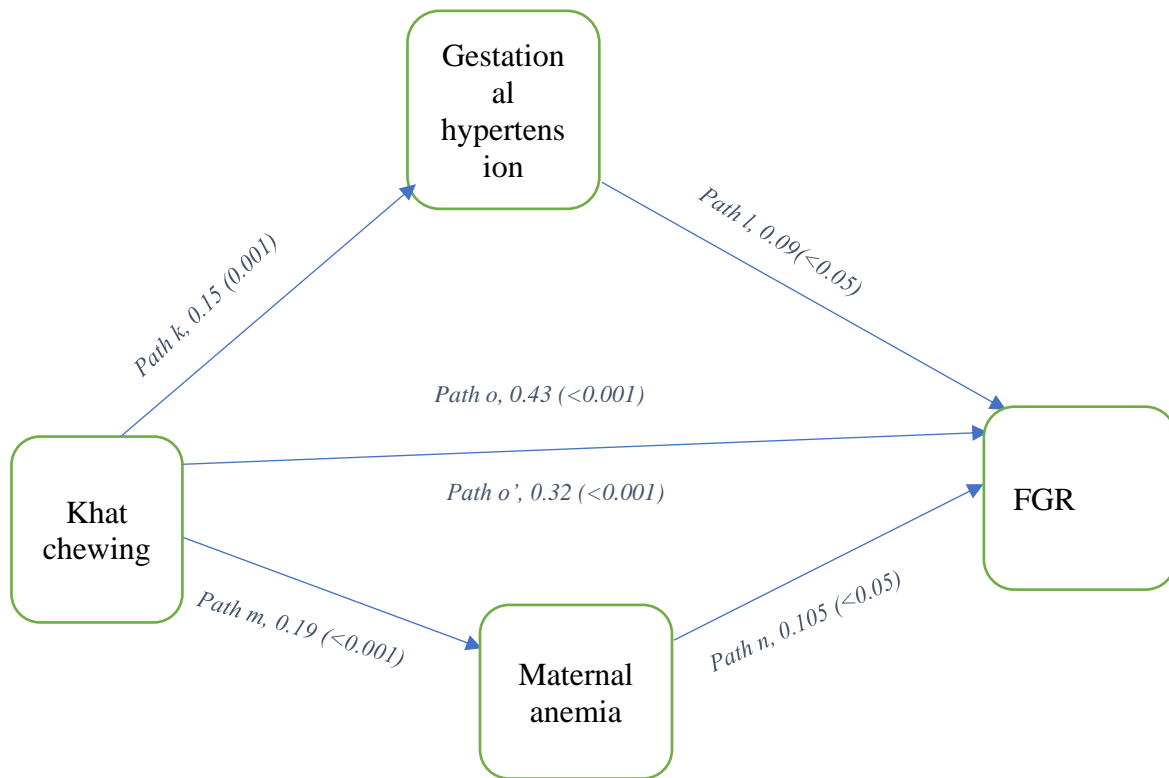 Gestation
al
hypertens
ion
Path l, 0.09(<0.05)
Path k, 0.15 (0.001)
Path o, 0.43 (<0.001)
Path o’, 0.32 (<0.001)
Khat
chewing
FGR
Path m, 0.19 (<0.001)
Path n, 0.105 (<0.05)
Maternal
anemia